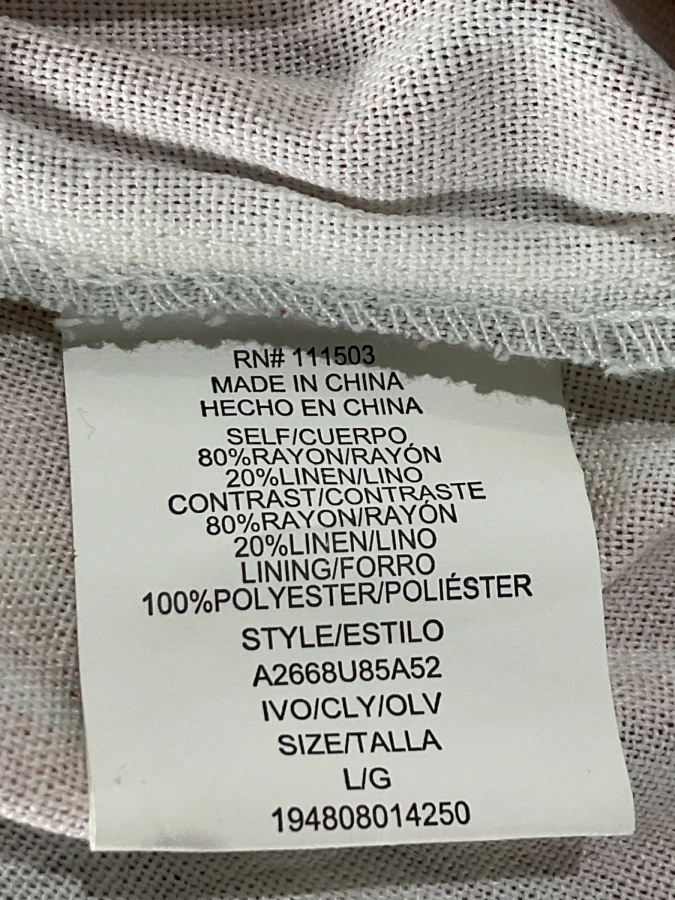 RN# 111503
MADE IN CHINA
HECHO EN CHINA
SELF/CUERPO
80%RAYON/RAYÓN
20%LINEN/LINO
CONTRAST/CONTRASTE
80%RAYON/RAYÓN
20%LINEN/LINO
LINING/FORRO
100%POLYESTER/POLIÉSTER
STYLE/ESTILO
A2668U85A52
IVO/CLY/OLV
SIZE/TALLA
L/G
194808014250